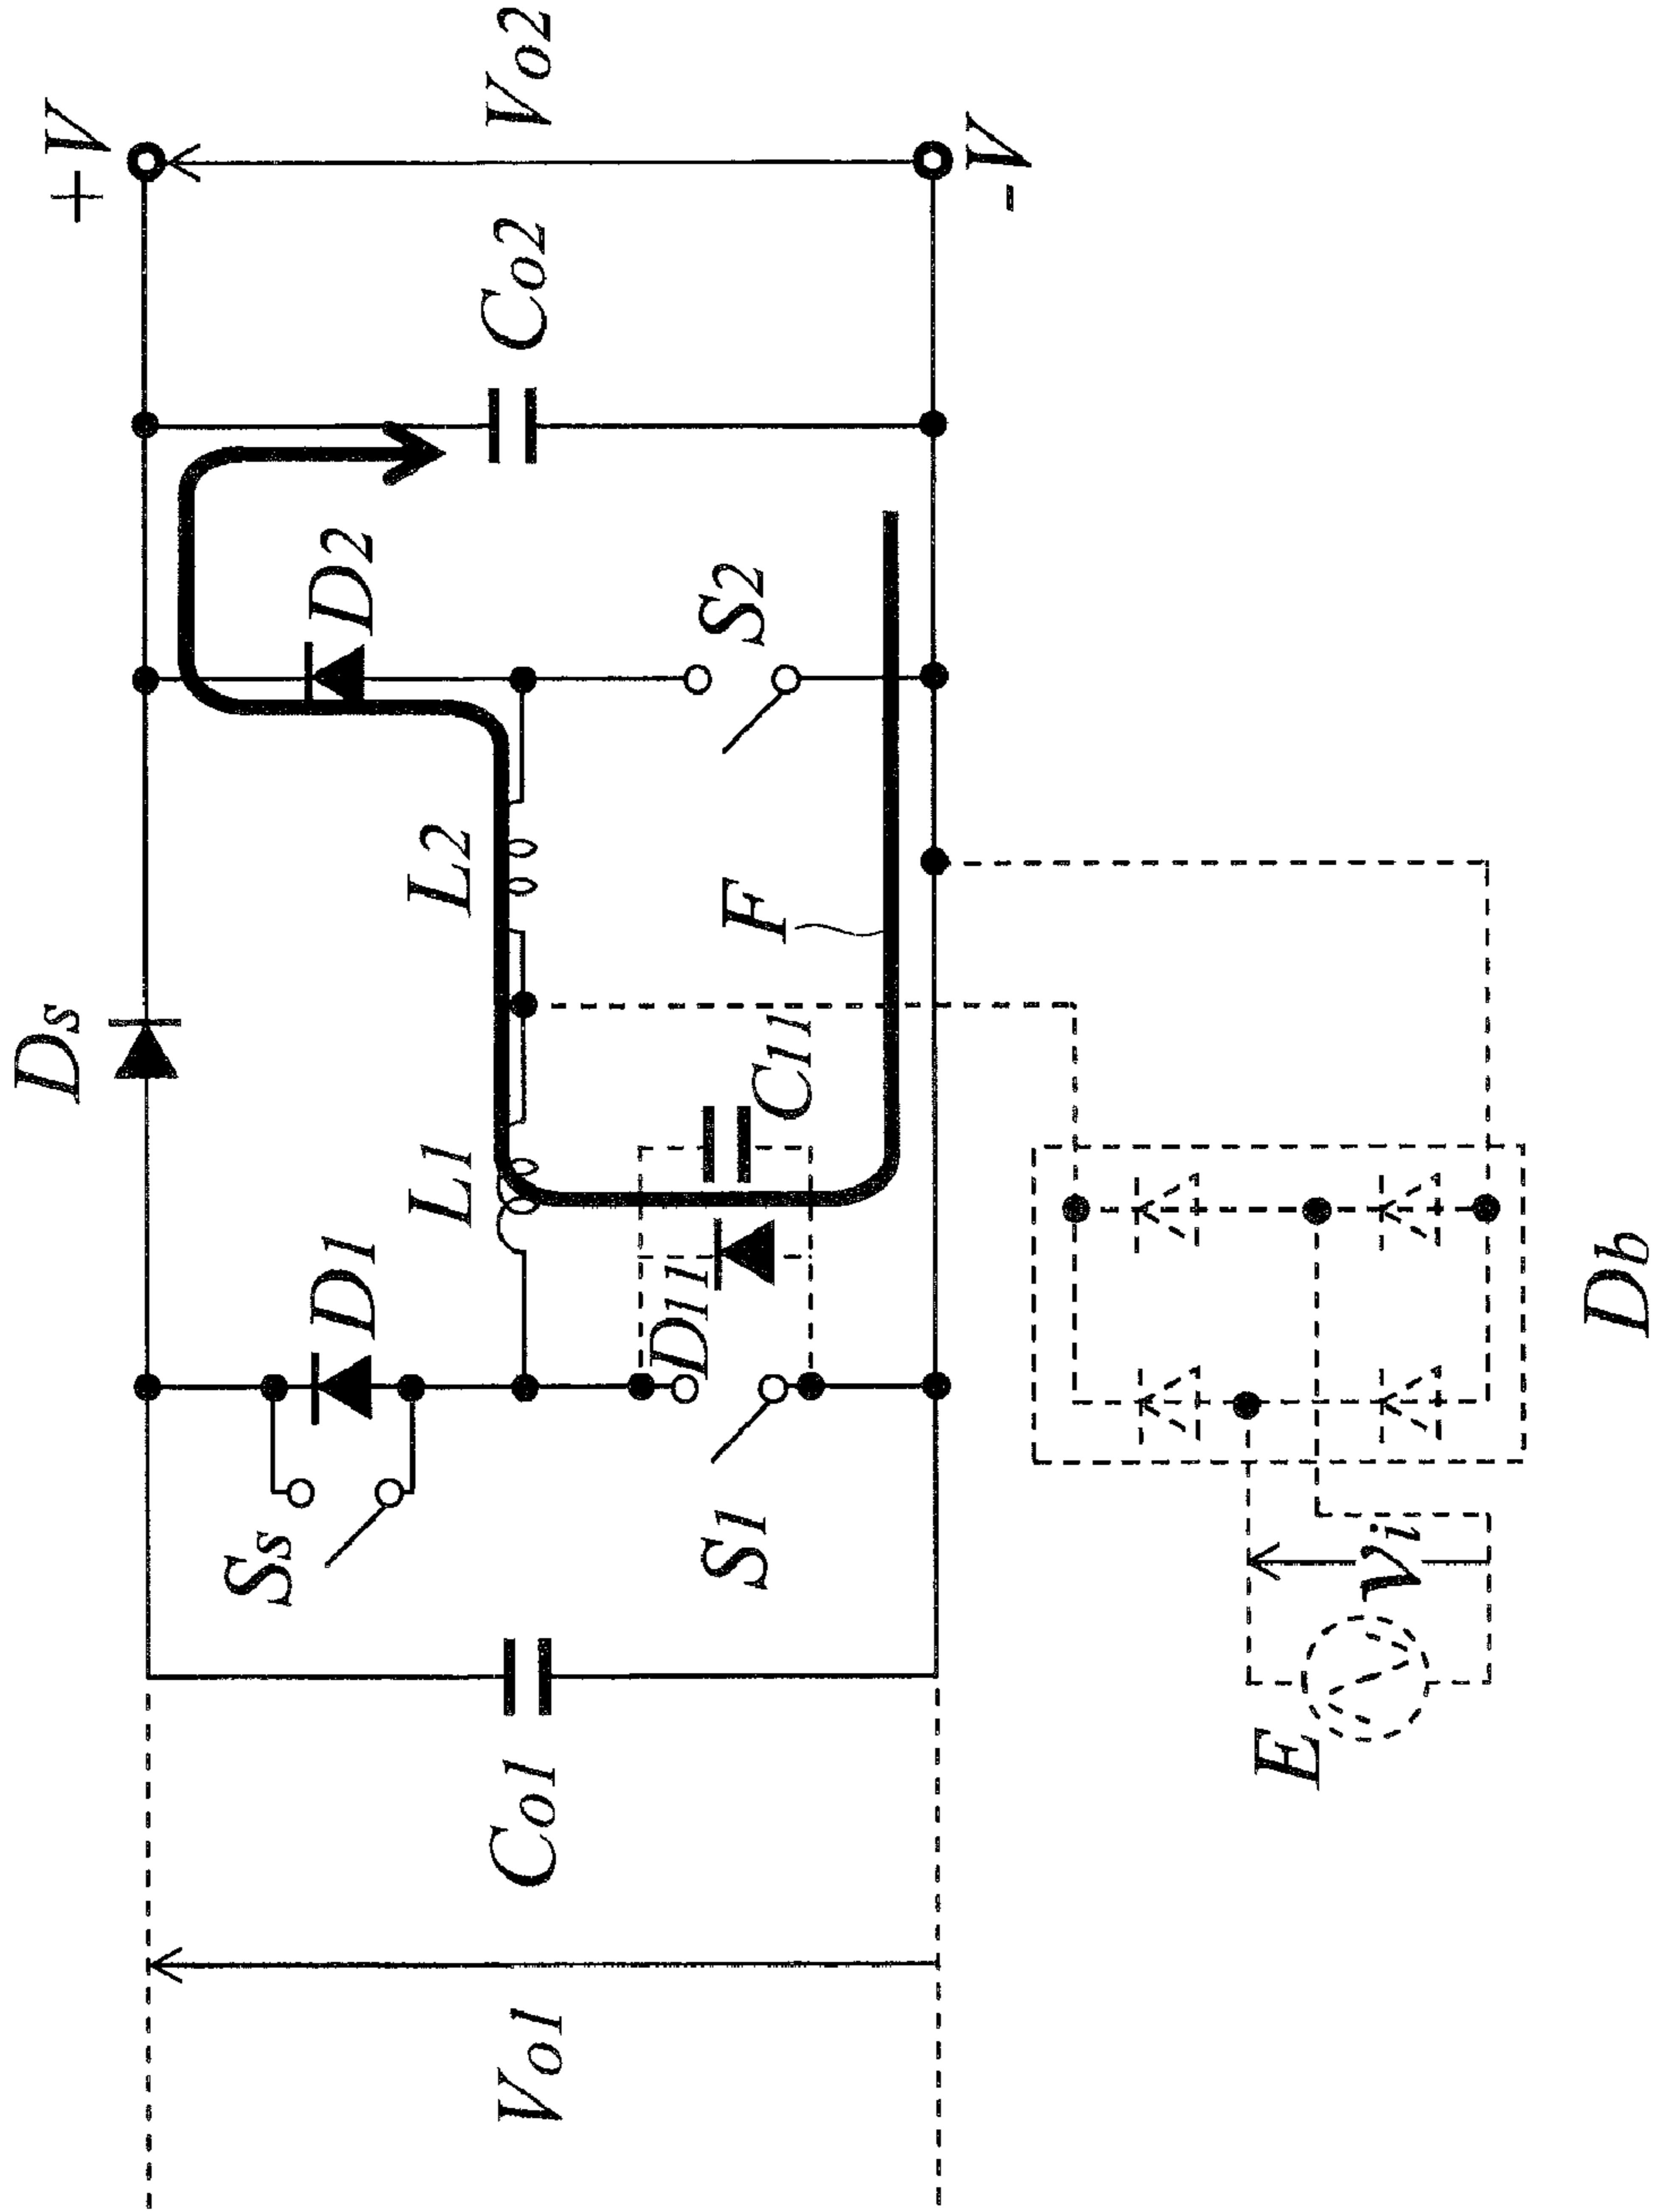 +V
-V
Vo2
Co2
D2
S2
Ds
L2
F
L1
C11
D11
D1
Ss
S1
Co1
Vo1
Db
vi
E